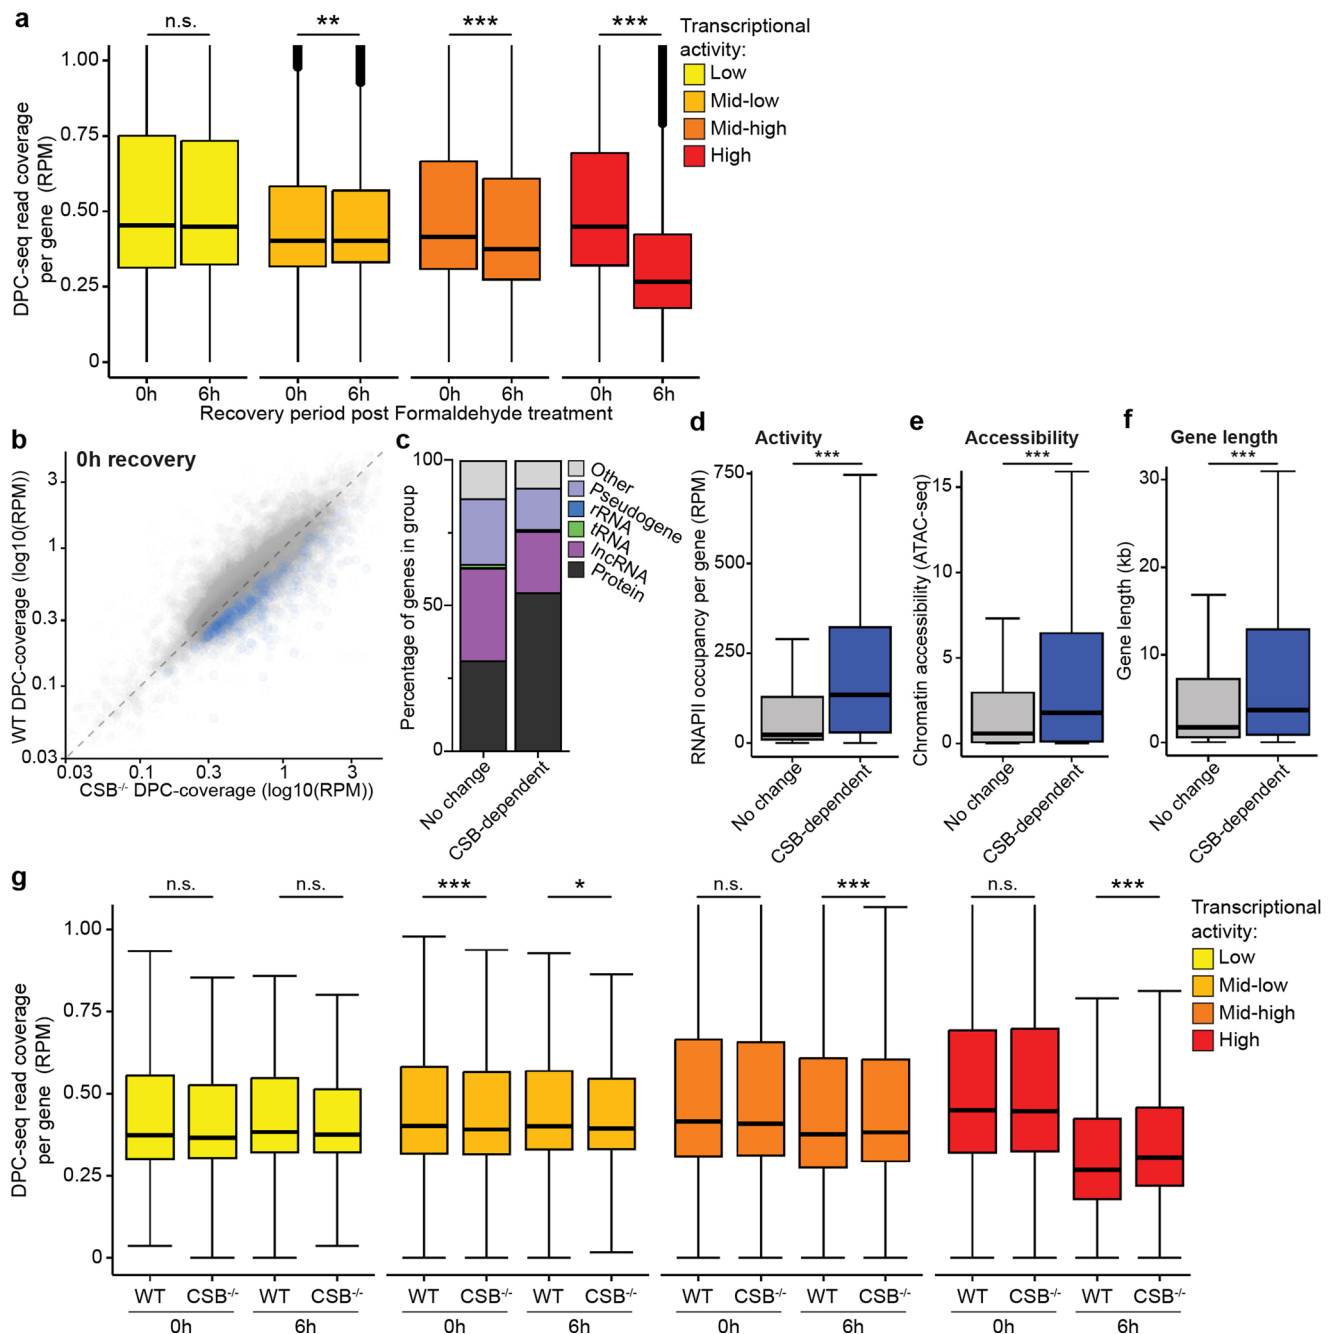 a
n.s.
**
***
***
Transcriptional
activity:
Low
Mid-low
Mid-high
High
DPC-seq read coverage
per gene (RPM)
1.00
0.75
0.50
0.25
0
0h
6h
0h
6h
0h
6h
0h
6h
Recovery period post Formaldehyde treatment
b
0h recovery
WT DPC-coverage (log10(RPM))
3
1
0.3
0.1
0.03
0.03
0.1
0.3
1
3
CSB-/- DPC-coverage (log10(RPM))
c
Percentage of genes in group
100
50
0
No change
CSB-dependent
Other
Pseudogene
rRNA
tRNA
lncRNA
Protein
d
Activity
***
RNAPII occupancy per gene (RPM)
750
500
250
0
No change
CSB-dependent
e
Accessibility
***
Chromatin accessibility (ATAC-seq)
15
10
5
0
No change
CSB-dependent
f
Gene length
***
Gene length (kb)
30
20
10
0
No change
CSB-dependent
g
n.s.
n.s.
***
*
n.s.
***
n.s.
***
Transcriptional
activity:
Low
Mid-low
Mid-high
High
DPC-seq read coverage
per gene (RPM)
1.00
0.75
0.50
0.25
0
WT CSB-/- WT CSB-/- WT CSB-/- WT CSB-/- WT CSB-/- WT CSB-/- WT CSB-/- WT CSB-/-
0h 6h 0h 6h 0h 6h 0h 6h